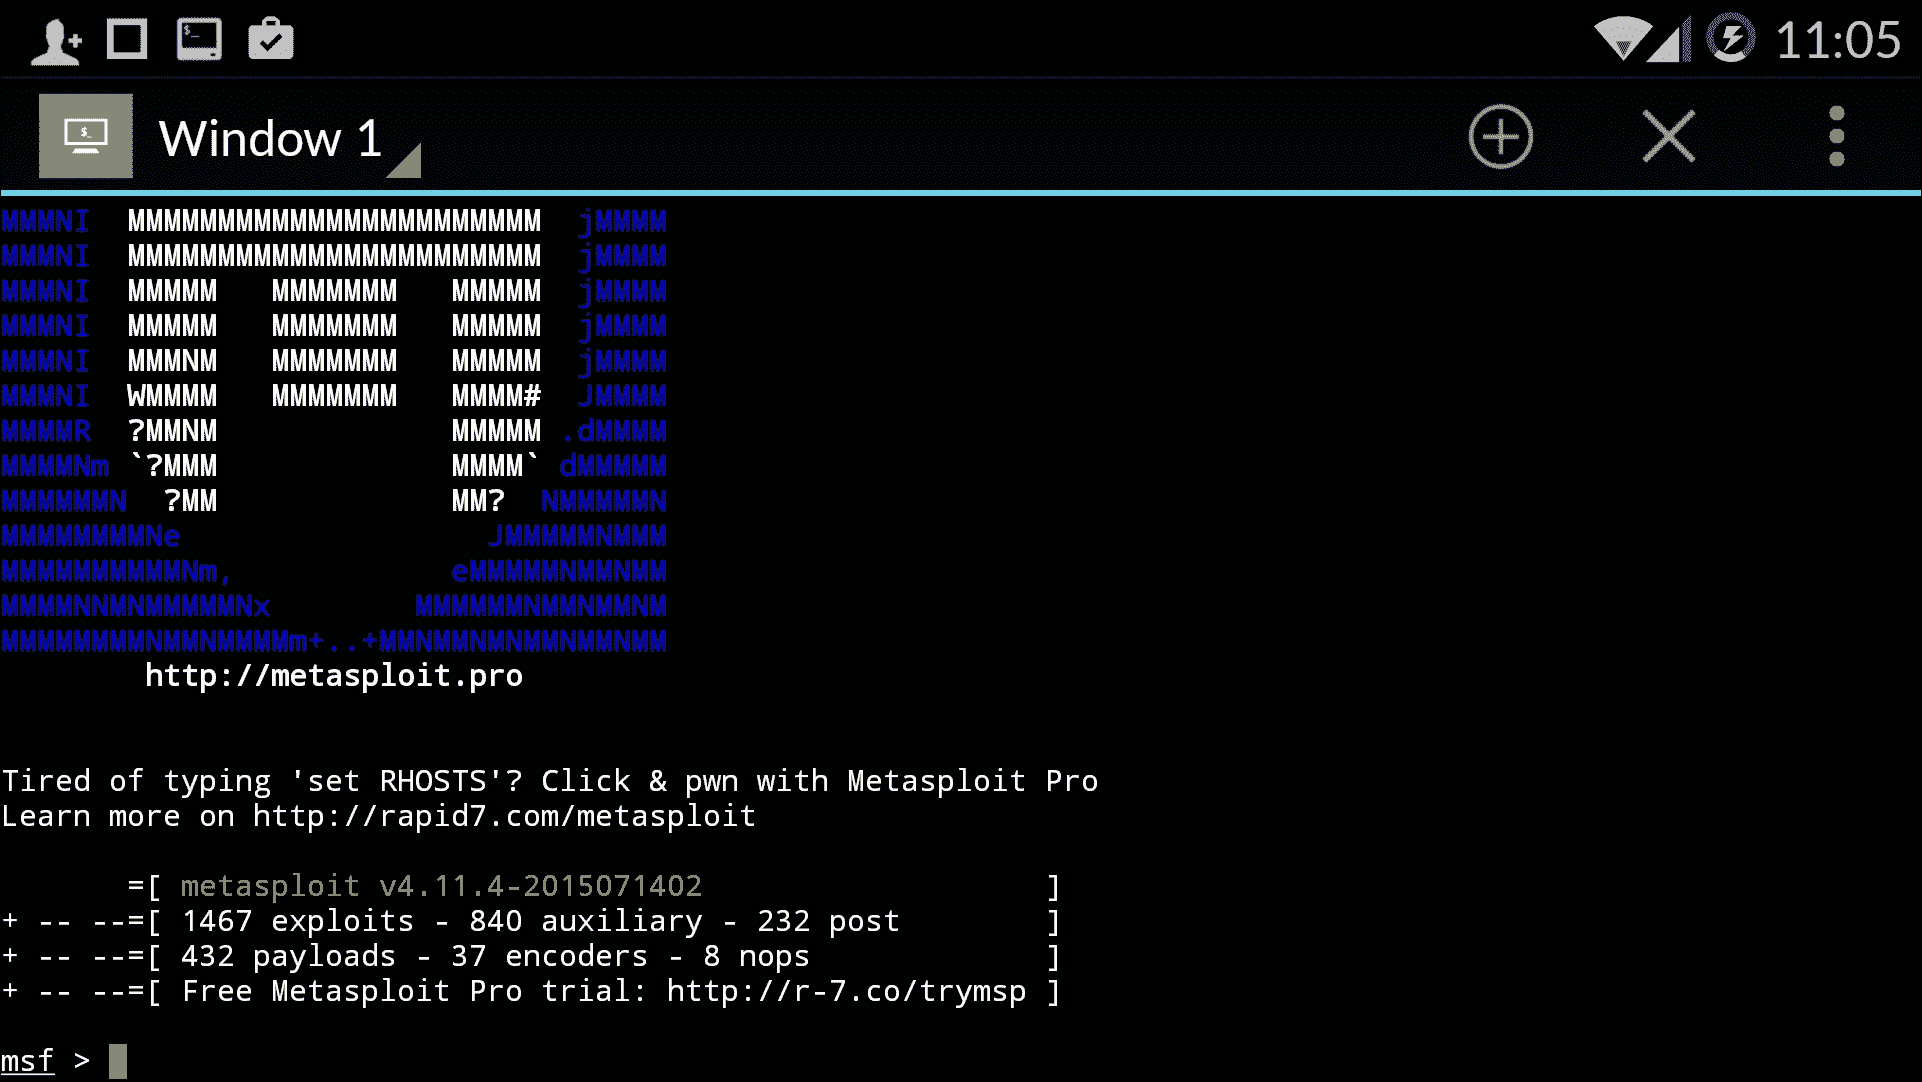 11:05
$_ Window 1
MMMNI  MMMMMMMMMMMMMMMMMMMMMMM  jMMMM
MMMNI  MMMMMMMMMMMMMMMMMMMMMMM  jMMMM
MMMNI  MMMMM   MMMMMMM   MMMMM  jMMMM
MMMNI  MMMMM   MMMMMMM   MMMMM  jMMMM
MMMNI  MMMNM   MMMMMMM   MMMMM  jMMMM
MMMNI  WMMMM   MMMMMMM   MMMM#  JMMMM
MMMMR  ?MMNM             MMMMM .dMMMM
MMMMNm `?MMM             MMMM` dMMMMM
MMMMMMN  ?MM             MM?  NMMMMMN
MMMMMMMMNe                 JMMMMMNMMM
MMMMMMMMMMNm,            eMMMMMNMMNMM
MMMMNNMNMMMMMNx        MMMMMMNMMNMMNM
MMMMMMMMNMMNMMMMm+..+MMNMMNMNMMNMMNMM
        http://metasploit.pro
Tired of typing 'set RHOSTS'? Click & pwn with Metasploit Pro
Learn more on http://rapid7.com/metasploit
       =[ metasploit v4.11.4-2015071402                   ]
+ -- --=[ 1467 exploits - 840 auxiliary - 232 post        ]
+ -- --=[ 432 payloads - 37 encoders - 8 nops             ]
+ -- --=[ Free Metasploit Pro trial: http://r-7.co/trymsp ]
msf >